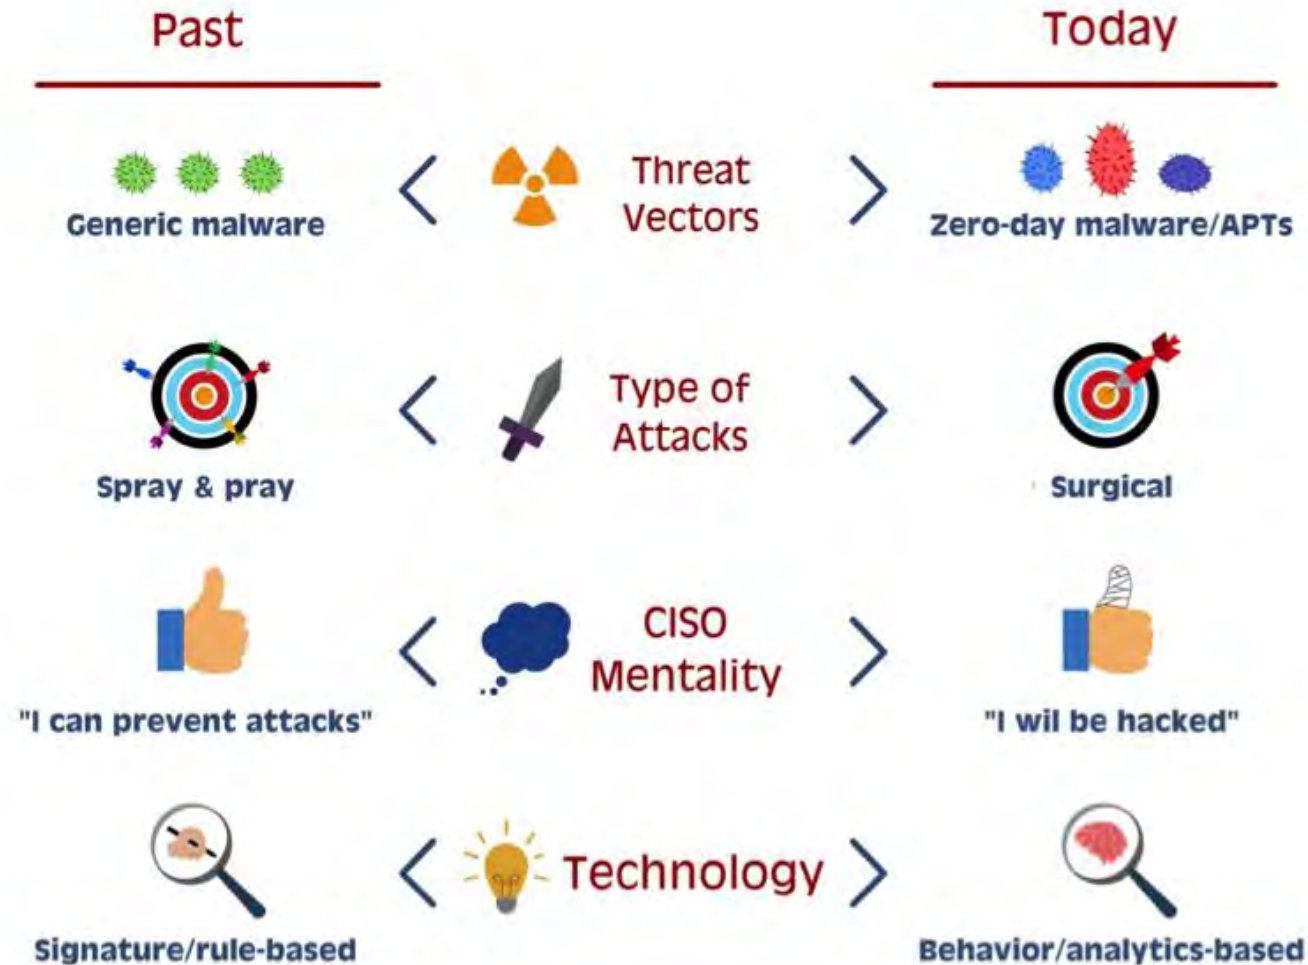 Past
Today
Generic malware
Threat
Vectors
Zero-day malware/APTs
Spray & pray
Type of
Attacks
Surgical
"I can prevent attacks"
CISO
Mentality
"I wil be hacked"
Signature/rule-based
Technology
Behavior/analytics-based